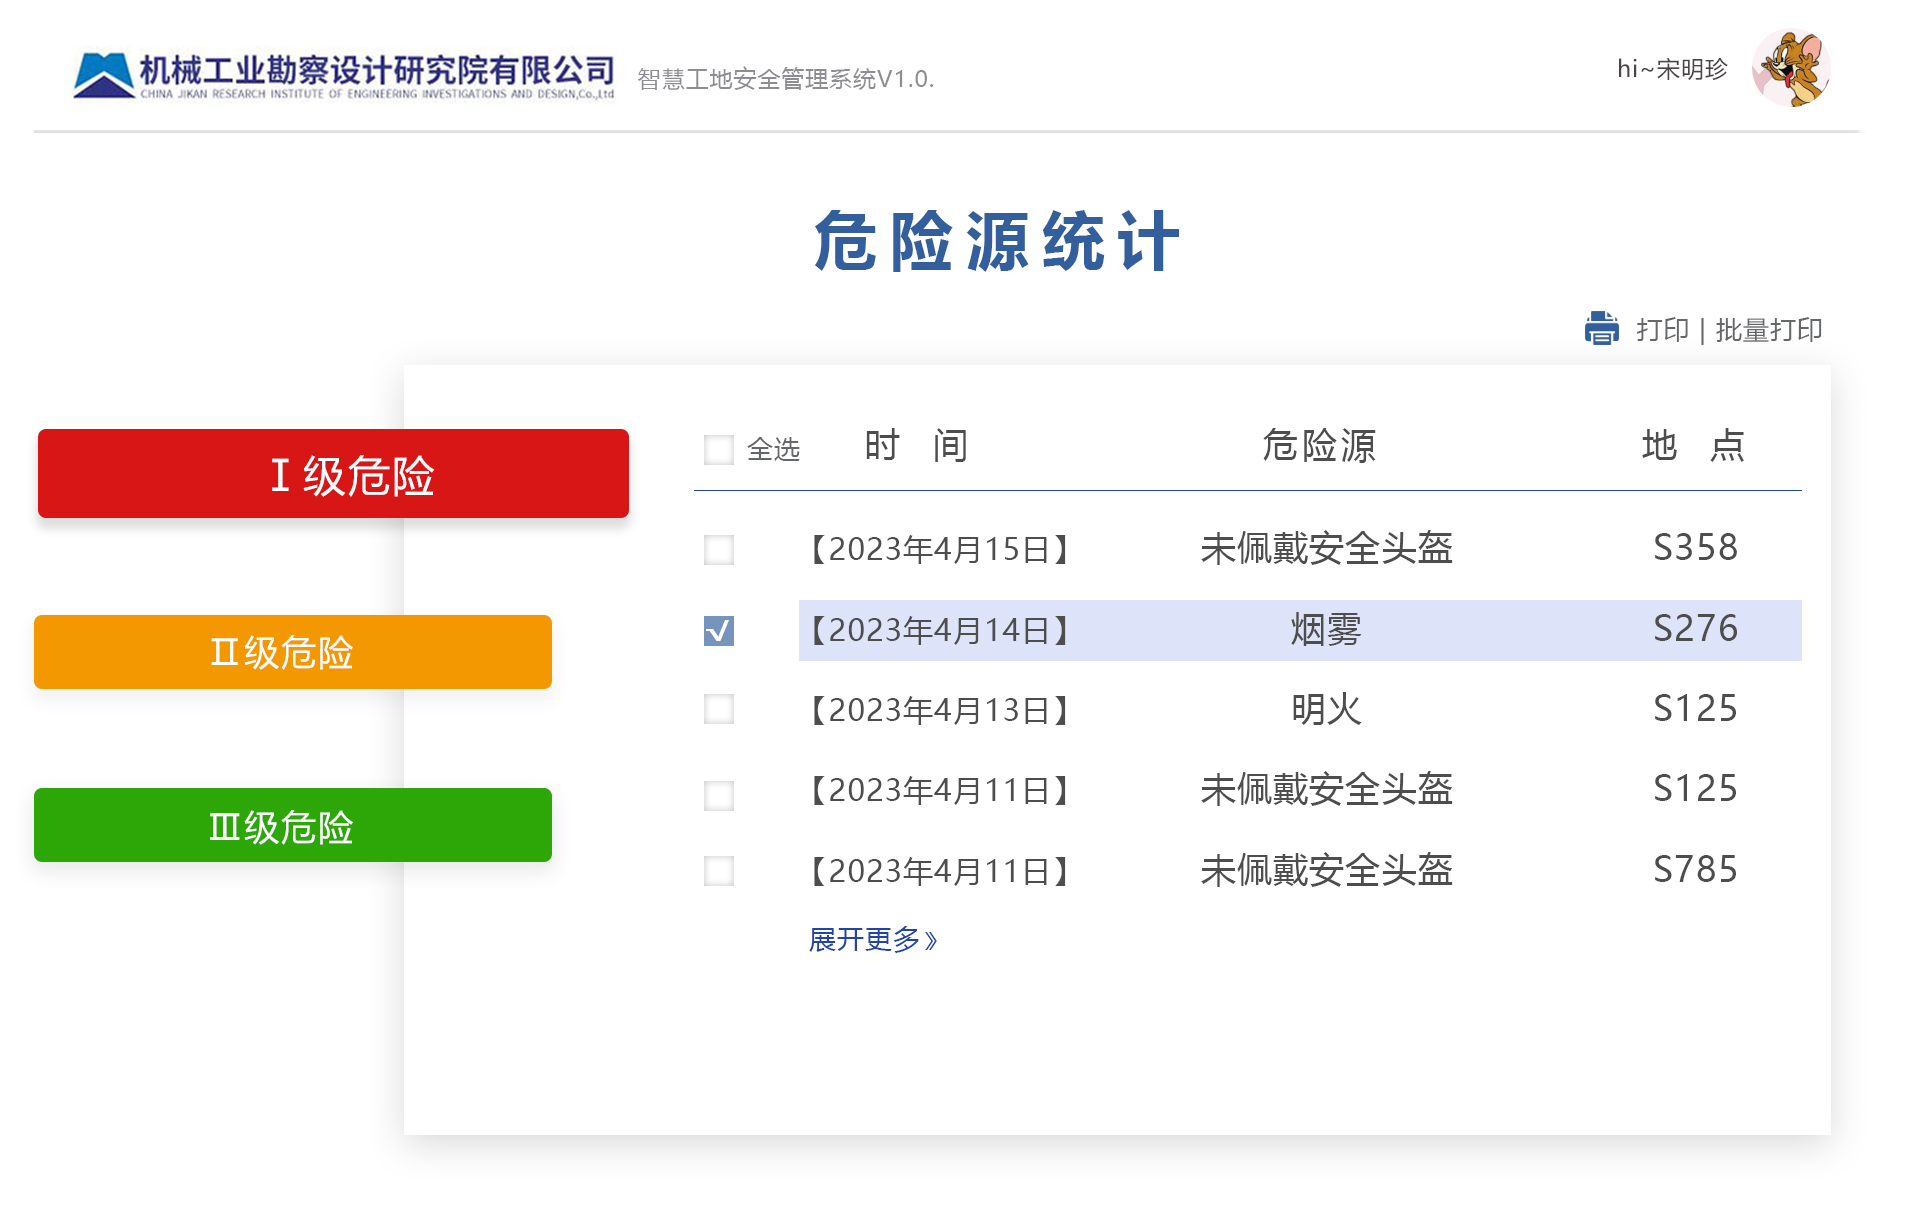 机械工业勘察设计研究院有限公司
CHINA JIKAN RESEARCH INSTITUTE OF ENGINEERING INVESTIGATIONS AND DESIGN,Co.,Ltd
智慧工地安全管理系统V1.0.
hi~宋明珍
危险源统计
打印 | 批量打印
Ⅰ 级危险
Ⅱ级危险
Ⅲ级危险
全选 时 间 危险源 地 点
【2023年4月15日】 未佩戴安全头盔 S358
【2023年4月14日】 烟雾 S276
【2023年4月13日】 明火 S125
【2023年4月11日】 未佩戴安全头盔 S125
【2023年4月11日】 未佩戴安全头盔 S785
展开更多》